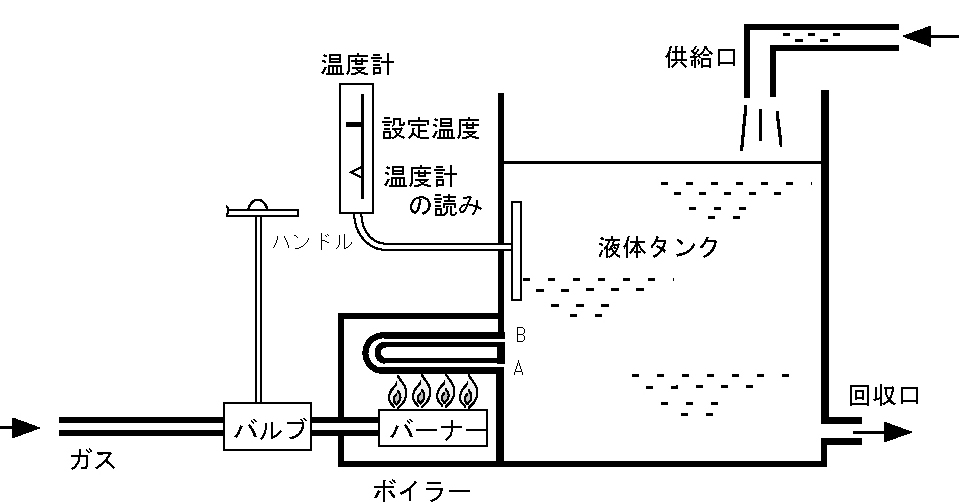 供給口
温度計
設定温度
温度計
の読み
ハンドル
液体タンク
B
A
回収口
バルブ
バーナー
ガス
ボイラー